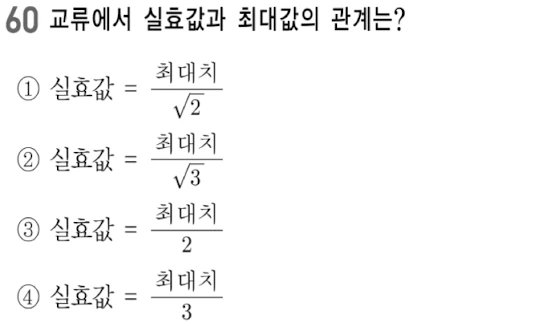 60 교류에서 실효값과 최대값의 관계는?
① 실효값 = 최대치/√2
② 실효값 = 최대치/√3
③ 실효값 = 최대치/2
④ 실효값 = 최대치/3